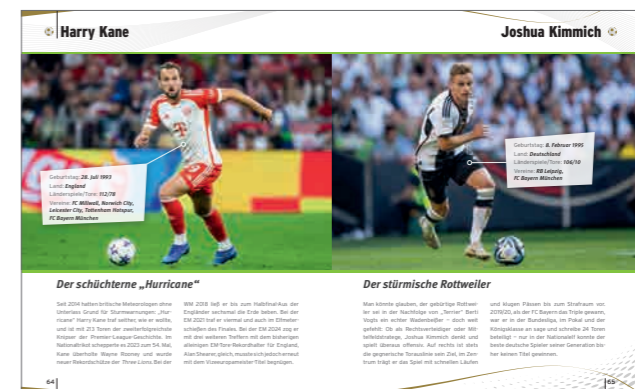 Harry Kane
Geburtstag: 28. Juli 1993
Land: England
Länderspiele/Tore: 112/78
Vereine: FC Millwall, Norwich City,
Leicester City, Tottenham Hotspur,
FC Bayern München
Der schüchterne „Hurricane“
Seit 2014 hatten britische Meteorologen ohne
Unterlass Grund für Sturmwarnungen: „Hur-
ricane“ Harry Kane traf seither, wie er wollte,
und ist mit 213 Toren der zweiterfolgreichste
Knipser der Premier-League-Geschichte. Im
Nationaltrikot schepperte es 2023 zum 54. Mal,
Kane überholte Wayne Rooney und wurde
neuer Rekordschütze der Three Lions. Bei der
WM 2018 ließ er bis zum Halbfinal-Aus der
Engländer sechsmal die Erde beben. Bei der
EM 2021 traf er viermal und auch im Elfmeter-
schießen des Finales. Bei der EM 2024 zog er
mit drei weiteren Treffern mit dem bisherigen
alleinigen EM-Tore-Rekordhalter für England,
Alan Shearer, gleich, musste sich jedoch erneut
mit dem Vizeeuropameister Titel begnügen.
64
Joshua Kimmich
Geburtstag: 8. Februar 1995
Land: Deutschland
Länderspiele/Tore: 106/10
Vereine: RB Leipzig,
FC Bayern München
Der stürmische Rottweiler
Man könnte glauben, der gebürtige Rottwei-
ler sei in der Nachfolge von „Terrier“ Berti
Vogts ein echter Wadenbeißer – doch weit
gefehlt: Ob als Rechtsverteidiger oder Mit-
telfeldstratege, Joshua Kimmich denkt und
spielt überaus offensiv. Auf rechts ist stets
die gegnerische Torauslinie sein Ziel, im Zen-
trum trägt er das Spiel mit schnellen Läufen
und klugen Pässen bis zum Strafraum vor.
2019/20, als der FC Bayern das Triple gewann,
war er in der Bundesliga, im Pokal und der
Königsklasse an sage und schreibe 24 Toren
beteiligt – nur in der Nationalelf konnte der
beste deutsche Spieler seiner Generation bis-
her keinen Titel gewinnen.
65